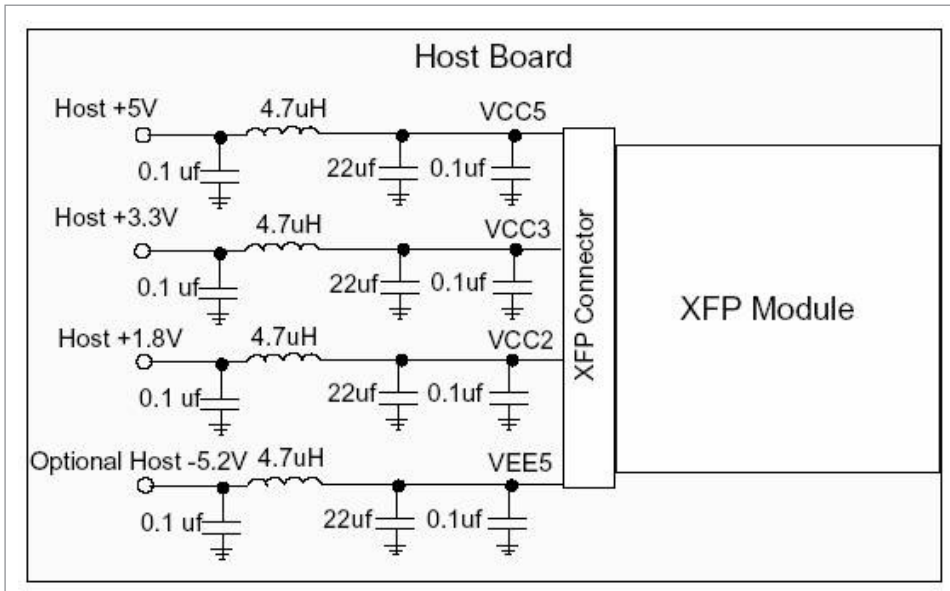 Host Board
Host +5V
4.7uH
VCC5
0.1 uf
22uf
0.1uf
Host +3.3V
4.7uH
VCC3
0.1 uf
22uf
0.1uf
Host +1.8V
4.7uH
VCC2
0.1 uf
22uf
0.1uf
Optional Host -5.2V
4.7uH
VEE5
0.1 uf
22uf
0.1uf
XFP Connector
XFP Module